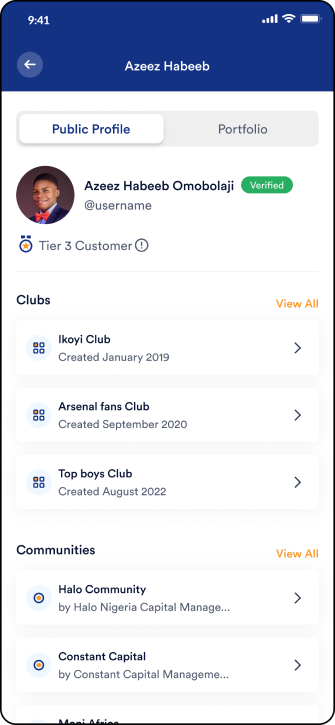 9:41
Azeez Habeeb
Public Profile
Portfolio
Azeez Habeeb Omobolaji
Verified
@username
Tier 3 Customer
Clubs
View All
Ikoyi Club
Created January 2019
Arsenal fans Club
Created September 2020
Top boys Club
Created August 2022
Communities
View All
Halo Community
by Halo Nigeria Capital Manage...
Constant Capital
by Constant Capital Manageme...